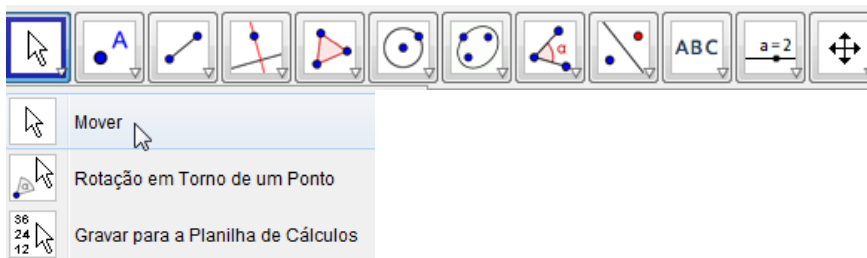 A
α
ABC
a=2
Mover
α
Rotação em Torno de um Ponto
36
24
12
Gravar para a Planilha de Cálculos